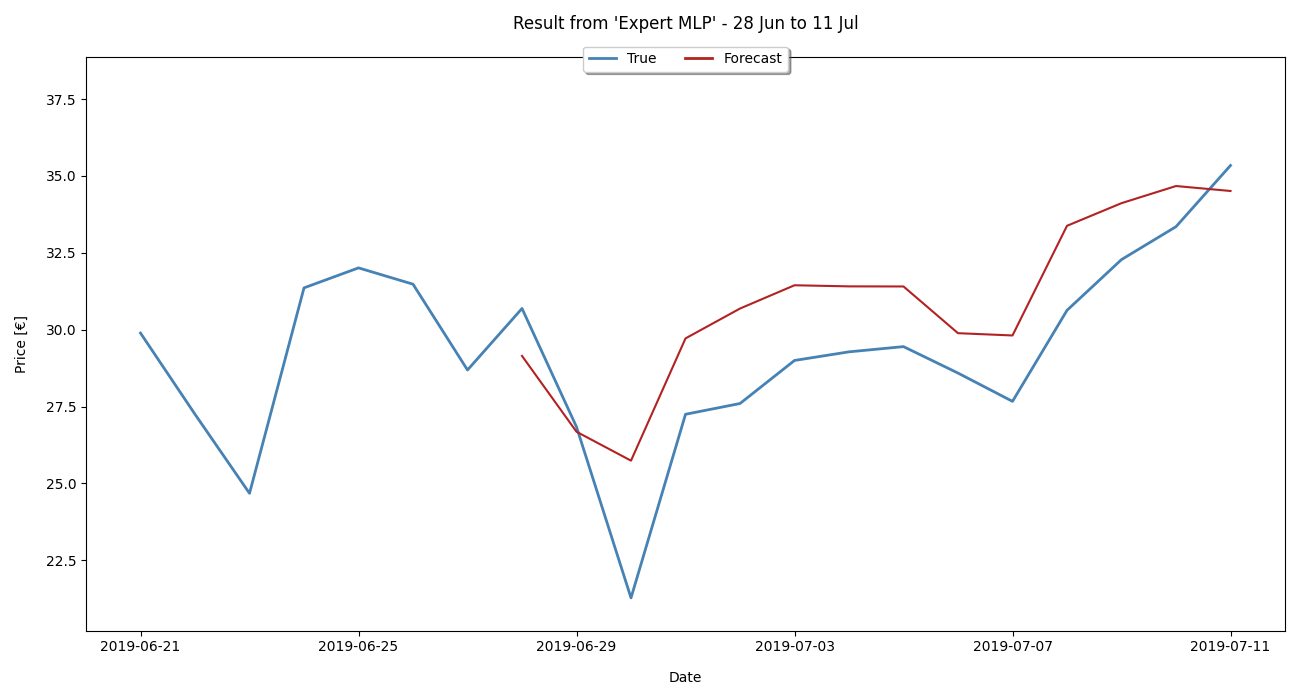 Result from 'Expert MLP' - 28 Jun to 11 Jul
True
Forecast
Price [€]
37.5
35.0
32.5
30.0
27.5
25.0
22.5
2019-06-21
2019-06-25
2019-06-29
2019-07-03
2019-07-07
2019-07-11
Date